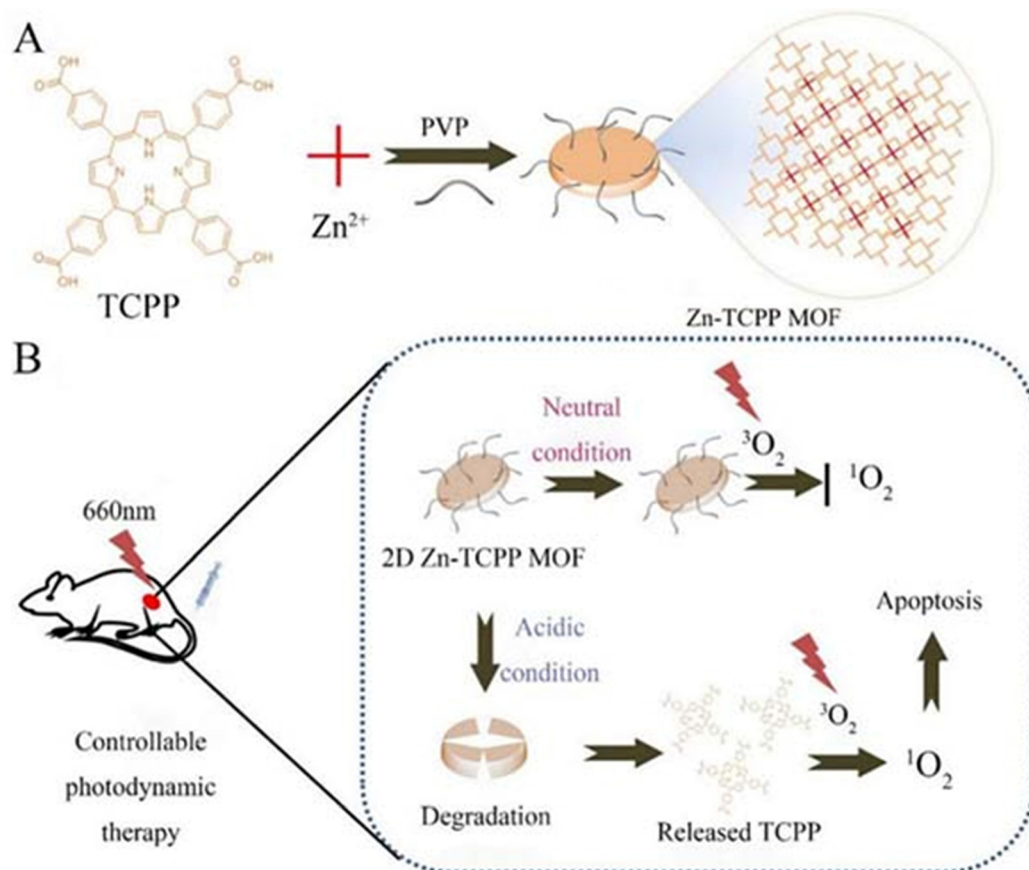 A
TCPP
Zn²⁺
PVP
Zn-TCPP MOF
B
660nm
Controllable
photodynamic
therapy
Neutral
condition
³O₂
¹O₂
2D Zn-TCPP MOF
Acidic
condition
Apoptosis
³O₂
¹O₂
Degradation
Released TCPP